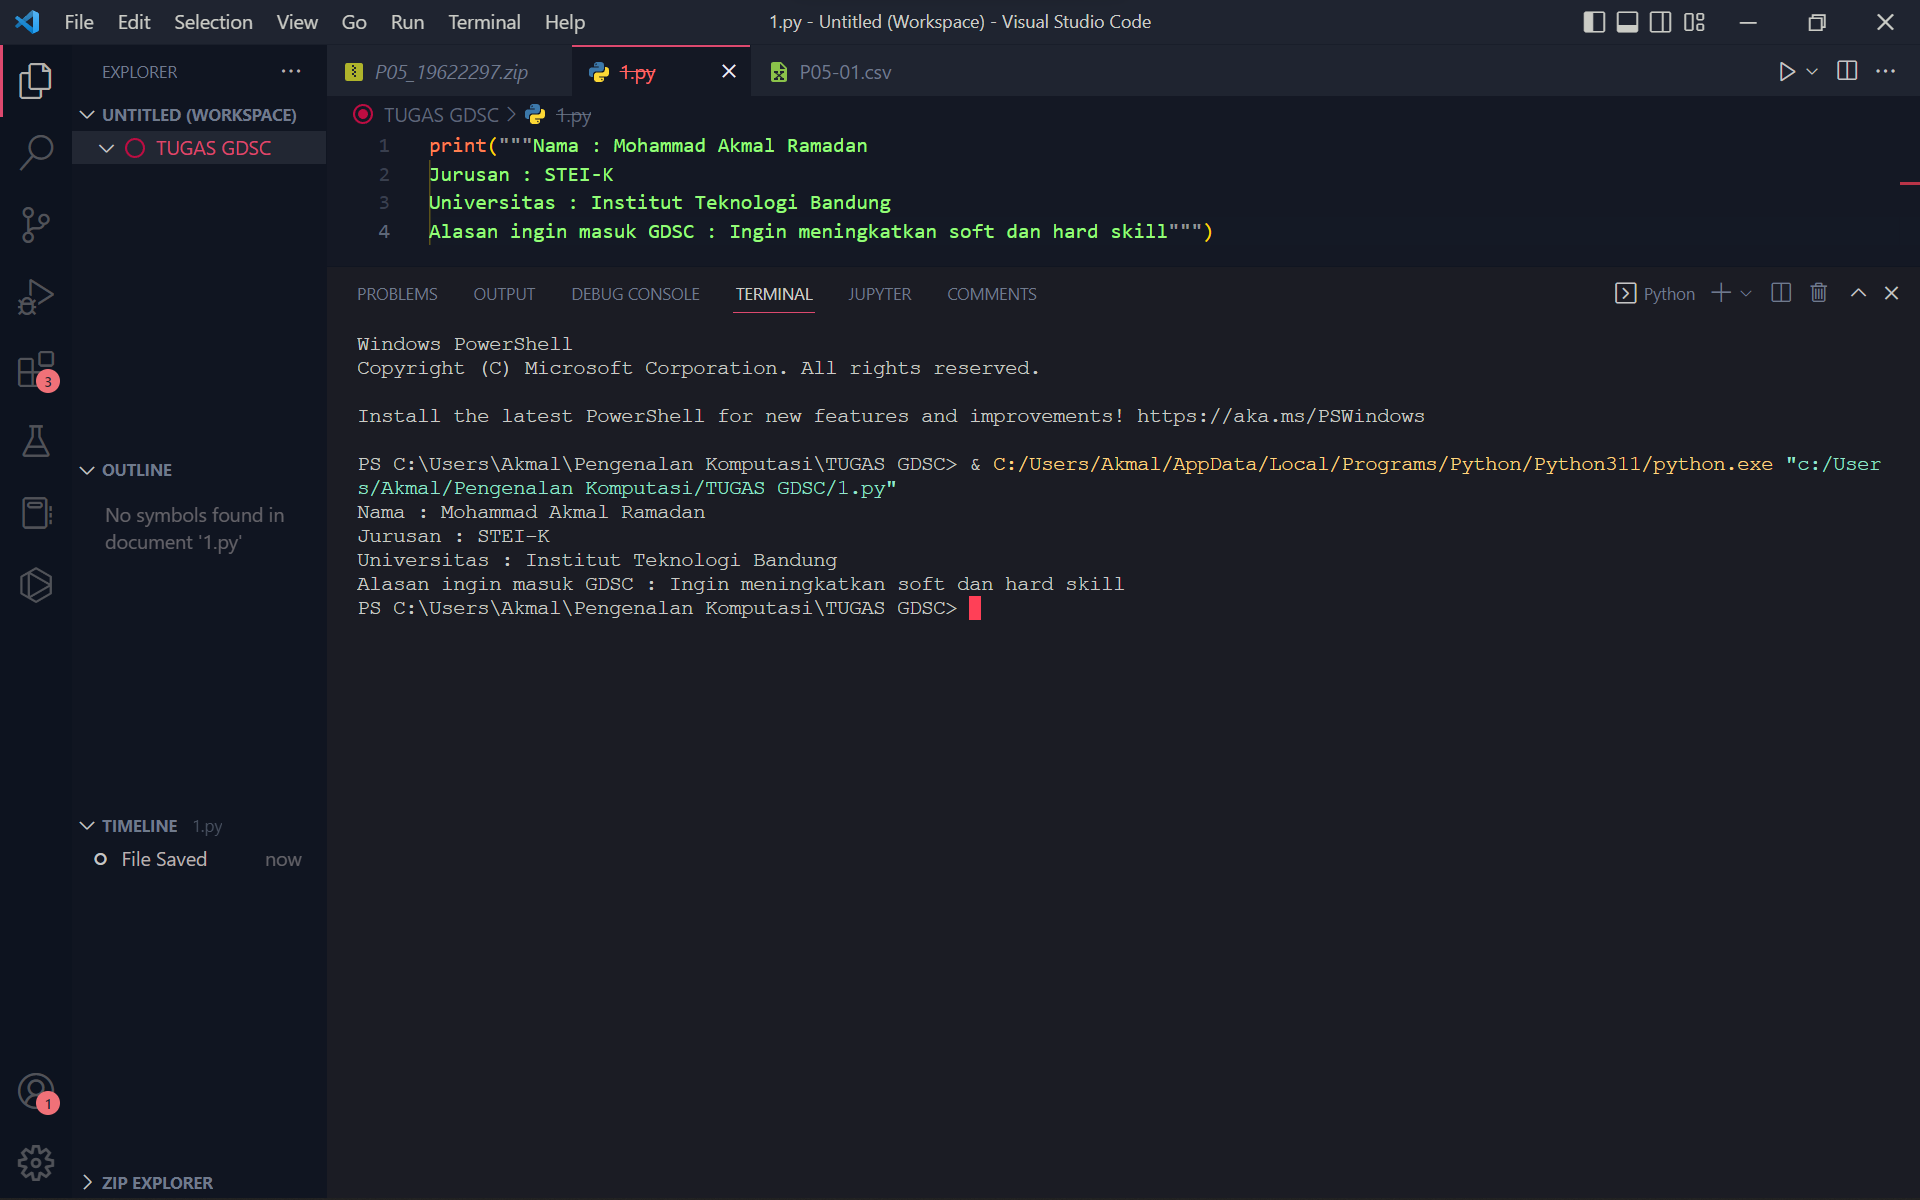 File Edit Selection View Go Run Terminal Help
1.py - Untitled (Workspace) - Visual Studio Code
EXPLORER
P05_19622297.zip
1.py
P05-01.csv
UNTITLED (WORKSPACE)
TUGAS GDSC
TUGAS GDSC > 1.py
1 print("""Nama : Mohammad Akmal Ramadan
2 Jurusan : STEI-K
3 Universitas : Institut Teknologi Bandung
4 Alasan ingin masuk GDSC : Ingin meningkatkan soft dan hard skill""")
PROBLEMS OUTPUT DEBUG CONSOLE TERMINAL JUPYTER COMMENTS
Python
Windows PowerShell
Copyright (C) Microsoft Corporation. All rights reserved.
Install the latest PowerShell for new features and improvements! https://aka.ms/PSWindows
PS C:\Users\Akmal\Pengenalan Komputasi\TUGAS GDSC> & C:/Users/Akmal/AppData/Local/Programs/Python/Python311/python.exe "c:/User
s/Akmal/Pengenalan Komputasi/TUGAS GDSC/1.py"
Nama : Mohammad Akmal Ramadan
Jurusan : STEI-K
Universitas : Institut Teknologi Bandung
Alasan ingin masuk GDSC : Ingin meningkatkan soft dan hard skill
PS C:\Users\Akmal\Pengenalan Komputasi\TUGAS GDSC>
3
OUTLINE
No symbols found in
document '1.py'
TIMELINE 1.py
File Saved now
1
ZIP EXPLORER